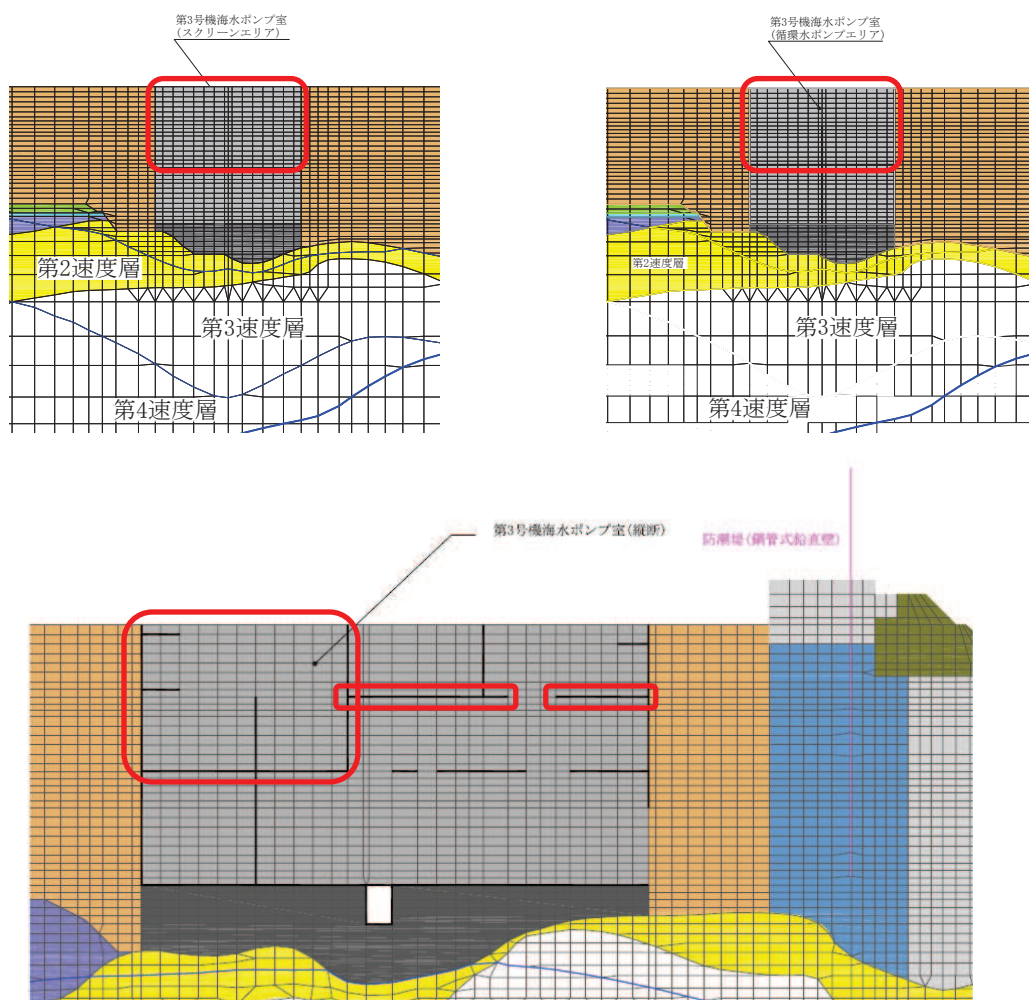 第3号機海水ポンプ室
(スクリーンエリア)
第3号機海水ポンプ室
(循環水ポンプエリア)
第2速度層
第3速度層
第4速度層
第2速度層
第3速度層
第4速度層
第3号機海水ポンプ室(縦断)
防潮堤(鋼管式鉛直壁)